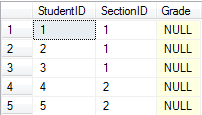 StudentID SectionID Grade
1 1 1 NULL
2 2 1 NULL
3 3 1 NULL
4 4 2 NULL
5 5 2 NULL